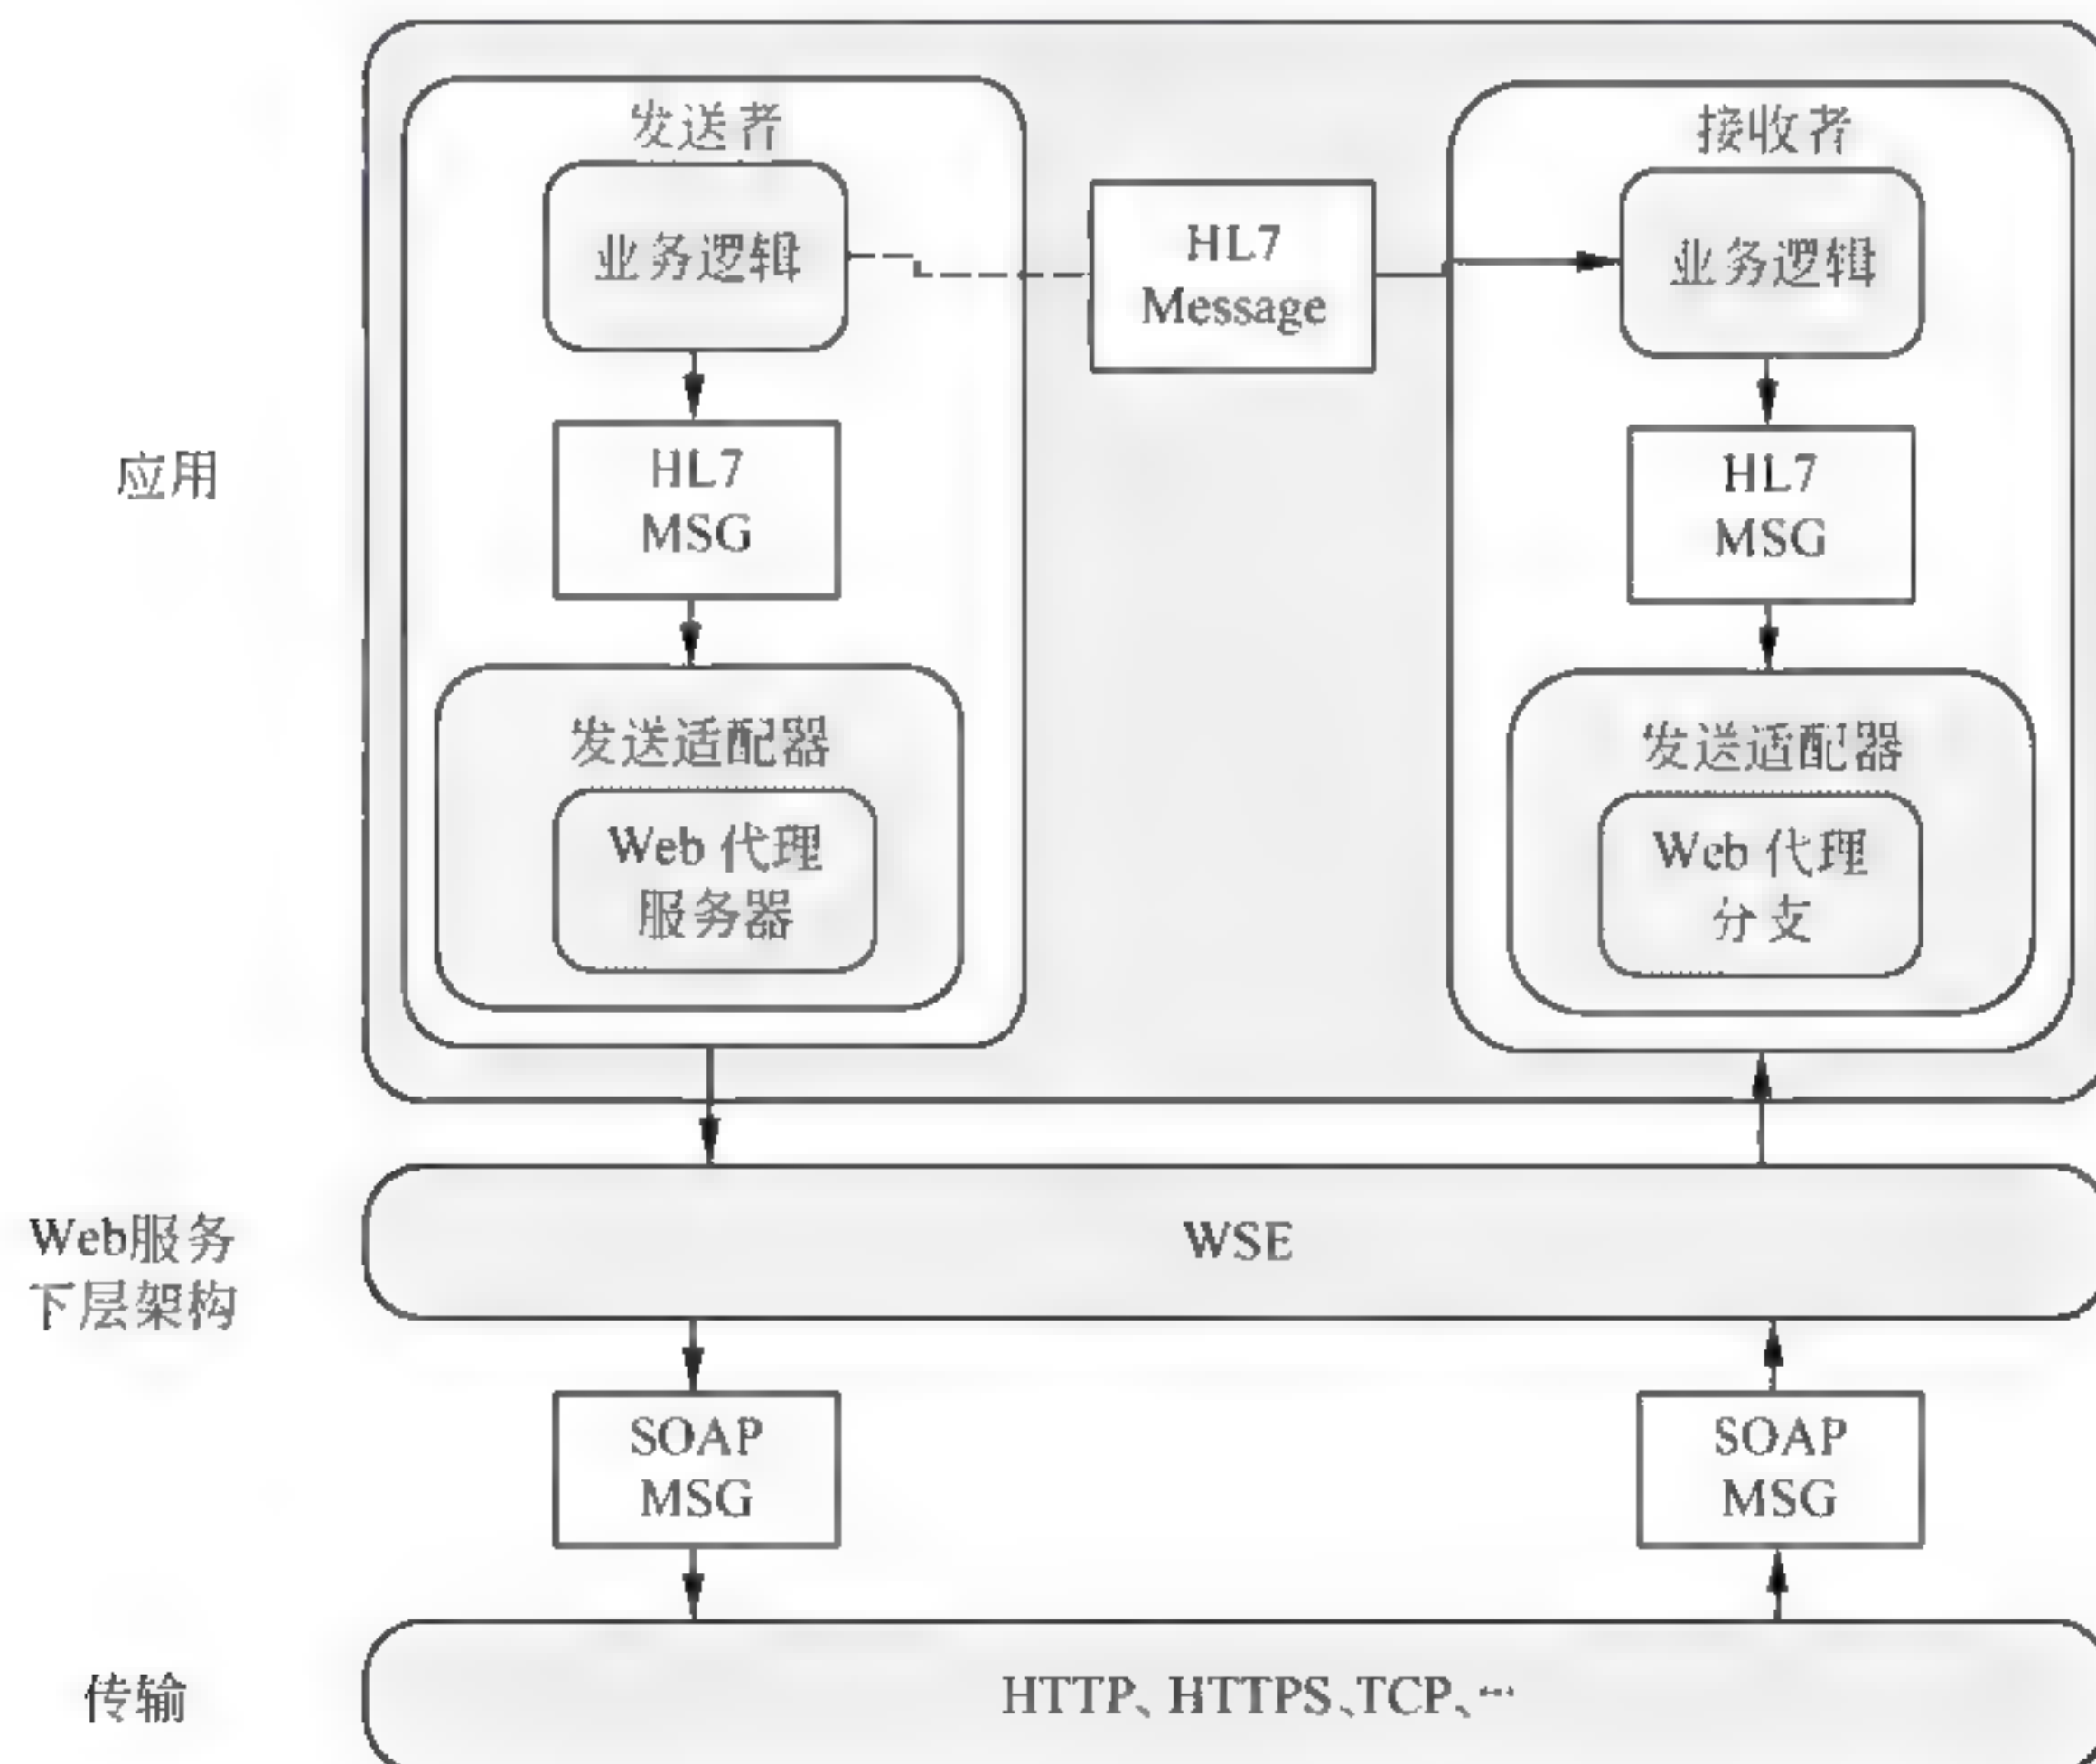 发送者
业务逻辑
HL7
Message
接收者
业务逻辑
应用
HL7
MSG
HL7
MSG
发送适配器
Web 代理
服务器
发送适配器
Web 代理
分支
Web服务
下层架构
WSE
SOAP
MSG
SOAP
MSG
传输
HTTP、HTTPS、TCP、…